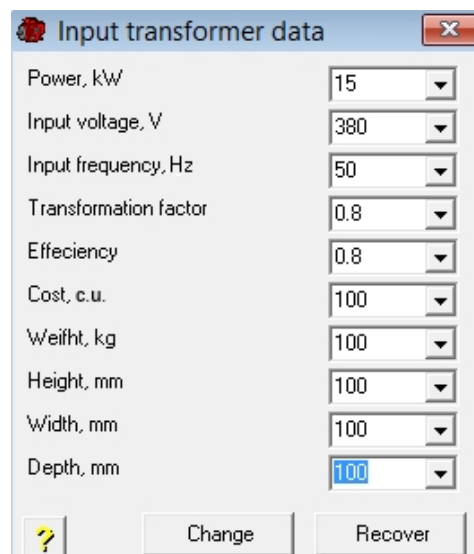 Input transformer data
Power, kW 15
Input voltage, V 380
Input frequency, Hz 50
Transformation factor 0.8
Effeciency 0.8
Cost, c.u. 100
Weifht, kg 100
Height, mm 100
Width, mm 100
Depth, mm 100
? Change Recover